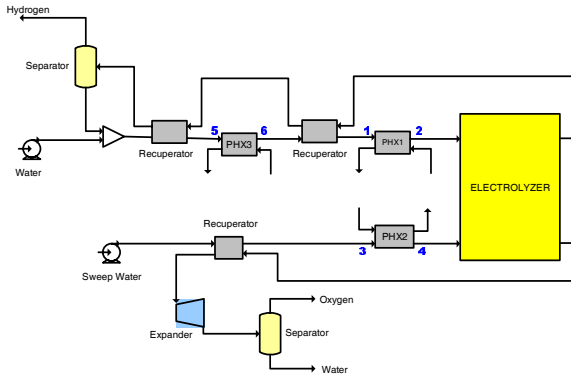 Hydrogen
Separator
5
6
1
2
PHX3
PHX1
Recuperator
Recuperator
Water
ELECTROLYZER
Recuperator
PHX2
3
4
Sweep Water
Oxygen
Expander
Separator
Water